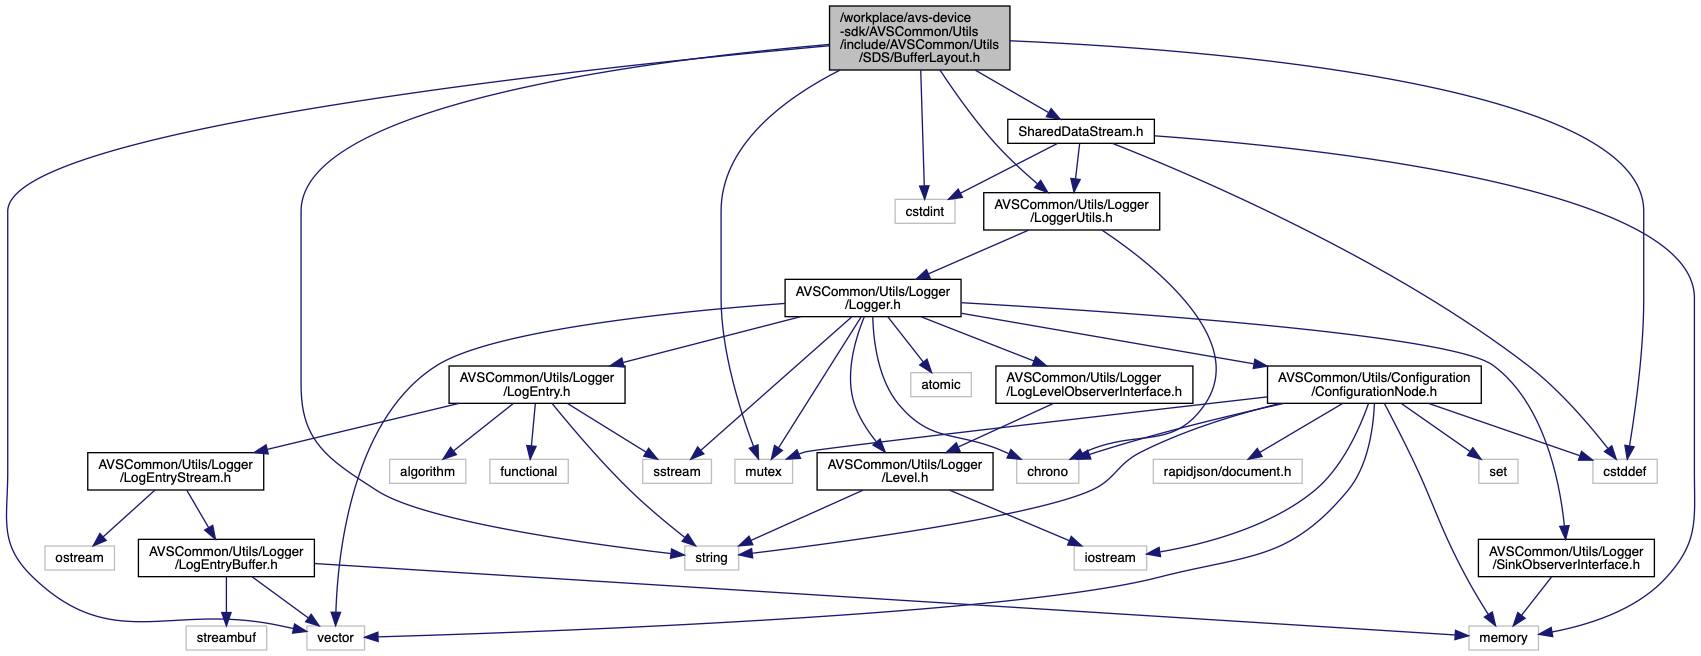 /workplace/avs-device
-sdk/AVSCommon/Utils
/include/AVSCommon/Utils
/SDS/BufferLayout.h
SharedDataStream.h
cstdint
AVSCommon/Utils/Logger
/LoggerUtils.h
AVSCommon/Utils/Logger
/Logger.h
AVSCommon/Utils/Logger
/LogEntry.h
atomic
AVSCommon/Utils/Logger
/LogLevelObserverInterface.h
AVSCommon/Utils/Configuration
/ConfigurationNode.h
AVSCommon/Utils/Logger
/LogEntryStream.h
algorithm
functional
sstream
mutex
AVSCommon/Utils/Logger
/Level.h
chrono
rapidjson/document.h
set
cstddef
ostream
AVSCommon/Utils/Logger
/LogEntryBuffer.h
string
iostream
AVSCommon/Utils/Logger
/SinkObserverInterface.h
streambuf
vector
memory